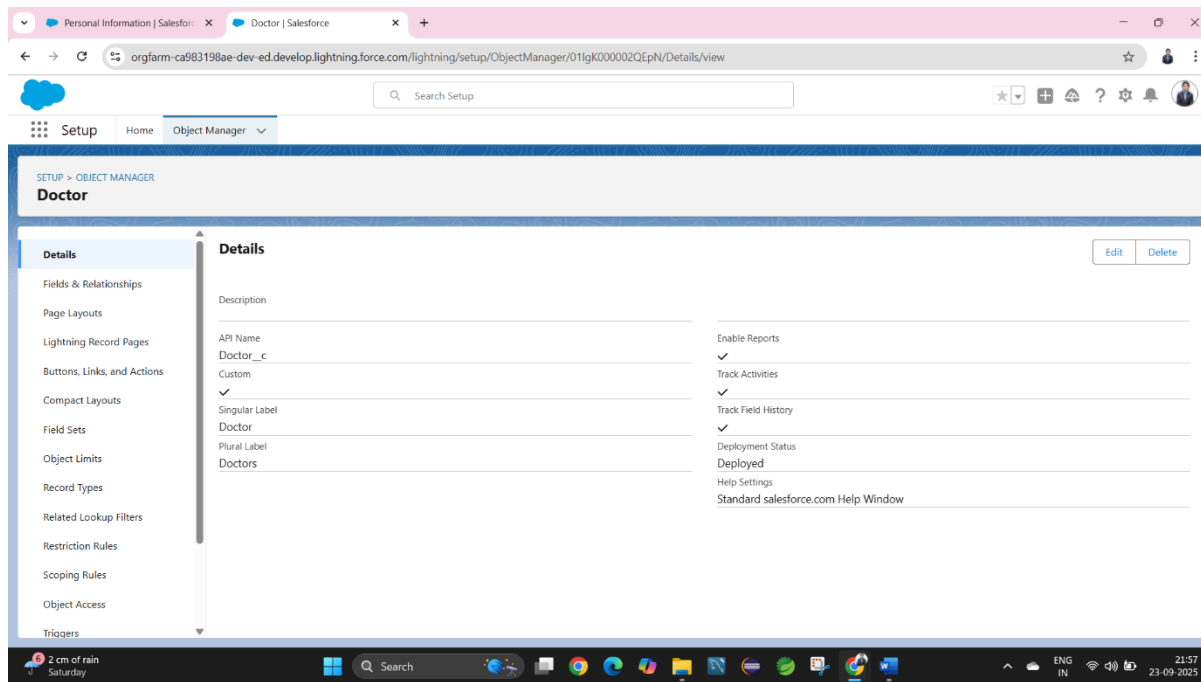 Personal Information | Salesforc
Doctor | Salesforce
orgfarm-ca983198ae-dev-ed.develop.lightning.force.com/lightning/setup/ObjectManager/01IgK000002QEpN/Details/view
Search Setup
Setup
Home
Object Manager
SETUP > OBJECT MANAGER
Doctor
Details
Fields & Relationships
Page Layouts
Lightning Record Pages
Buttons, Links, and Actions
Compact Layouts
Field Sets
Object Limits
Record Types
Related Lookup Filters
Restriction Rules
Scoping Rules
Object Access
Triggers
Details
Edit
Delete
Description
API Name
Doctor__c
Custom
Singular Label
Doctor
Plural Label
Doctors
Enable Reports
Track Activities
Track Field History
Deployment Status
Deployed
Help Settings
Standard salesforce.com Help Window
6
2 cm of rain
Saturday
Search
ENG
IN
21:57
23-09-2025